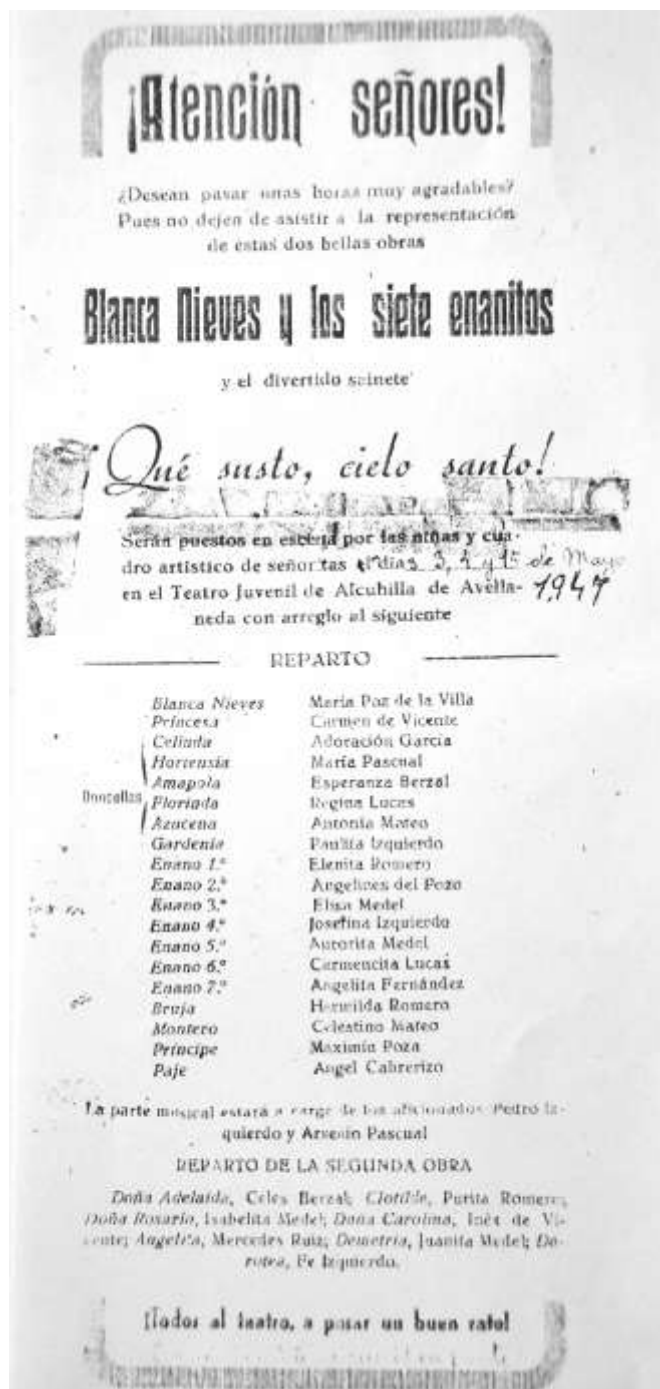 ¡Atención señores!
¿Desean pasar unas horas muy agradables?
Pues no dejen de asistir a la representación
de estas dos bellas obras
Blanca Nieves y los siete enanitos
y el divertido sainete
Qué susto, cielo santo!
Serán puestos en escena por las niñas y cua-
dro artístico de señoritas días 3, 4 y 15 de Mayo
en el Teatro Juvenil de Alcubilla de Avella- 1,947
neda con arreglo al siguiente
REPARTO
Blanca Nieves María Paz de la Villa
Princesa Carmen de Vicente
Celinda Adoración García
Hortensia María Pascual
Amapola Esperanza Berzal
Doncellas Florinda Regina Lucas
Azucena Antonia Mateo
Gardenia Paulita Izquierdo
Enano 1.º Elenita Romero
Enano 2.º Angelines del Pozo
Enano 3.º Elisa Medel
Enano 4.º Josefina Izquierdo
Enano 5.º Aurorita Medel
Enano 6.º Carmencita Lucas
Enano 7.º Angelita Fernández
Bruja Hermilda Romero
Montero Celestino Mateo
Príncipe Maximin Poza
Paje Angel Cabrerizo
La parte musical estará a cargo de los aficionados Pedro Iz-
quierdo y Arsenio Pascual
REPARTO DE LA SEGUNDA OBRA
Doña Adelaida, Celes Berzal; Clotilde, Purita Romero;
Doña Rosario, Isabelita Medel; Doña Carolina, Inés de Vi-
cente; Angelita, Mercedes Ruiz; Demetria, Juanita Medel; Do-
rotea, Fe Izquierdo.
¡Todos al teatro, a pasar un buen rato!